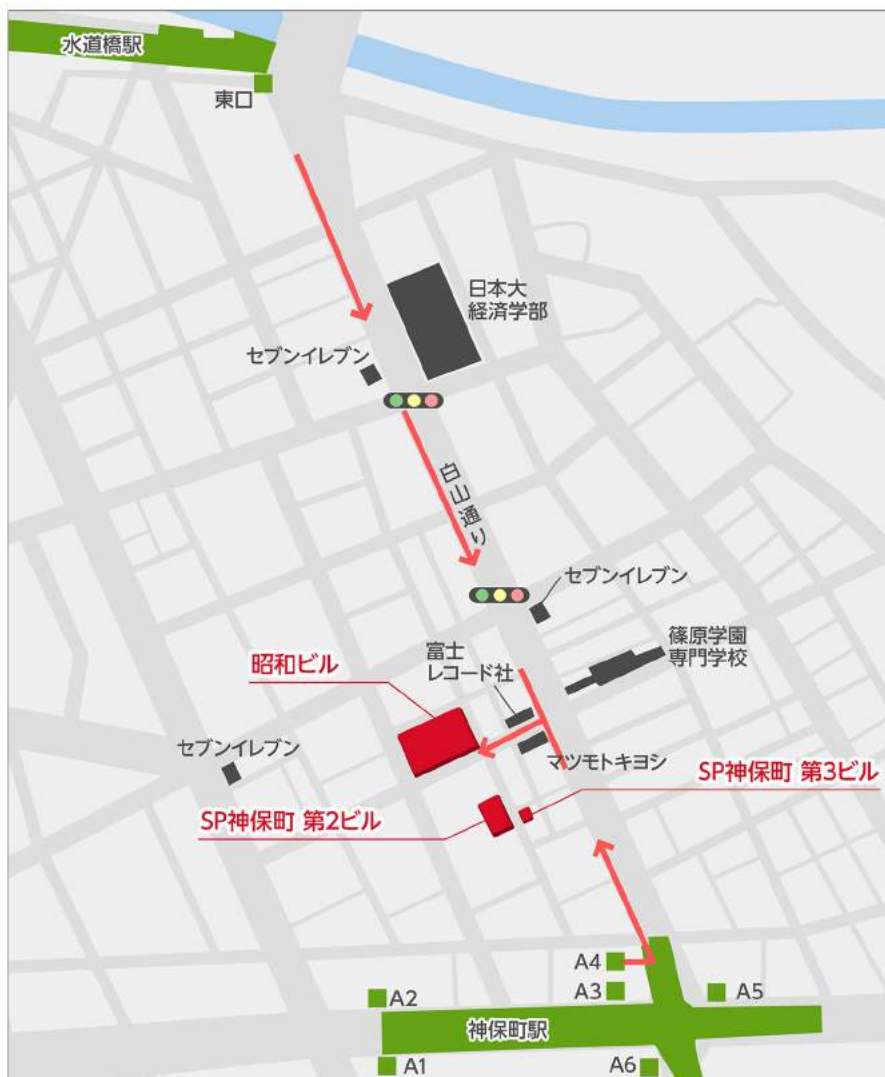 水道橋駅
東口
日本大
経済学部
セブンイレブン
白山通り
セブンイレブン
篠原学園
専門学校
富士
レコード社
昭和ビル
セブンイレブン
マツモトキヨシ
SP神保町 第3ビル
SP神保町 第2ビル
A4
A3
A5
A2
神保町駅
A1
A6